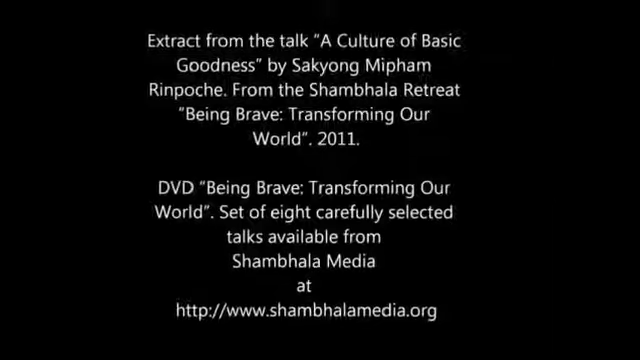 Extract from the talk "A Culture of Basic
Goodness" by Sakyong Mipham
Rinpoche. From the Shambhala Retreat
"Being Brave: Transforming Our
World". 2011.
DVD "Being Brave: Transforming Our
World". Set of eight carefully selected
talks available from
Shambhala Media
at
http://www.shambhalamedia.org